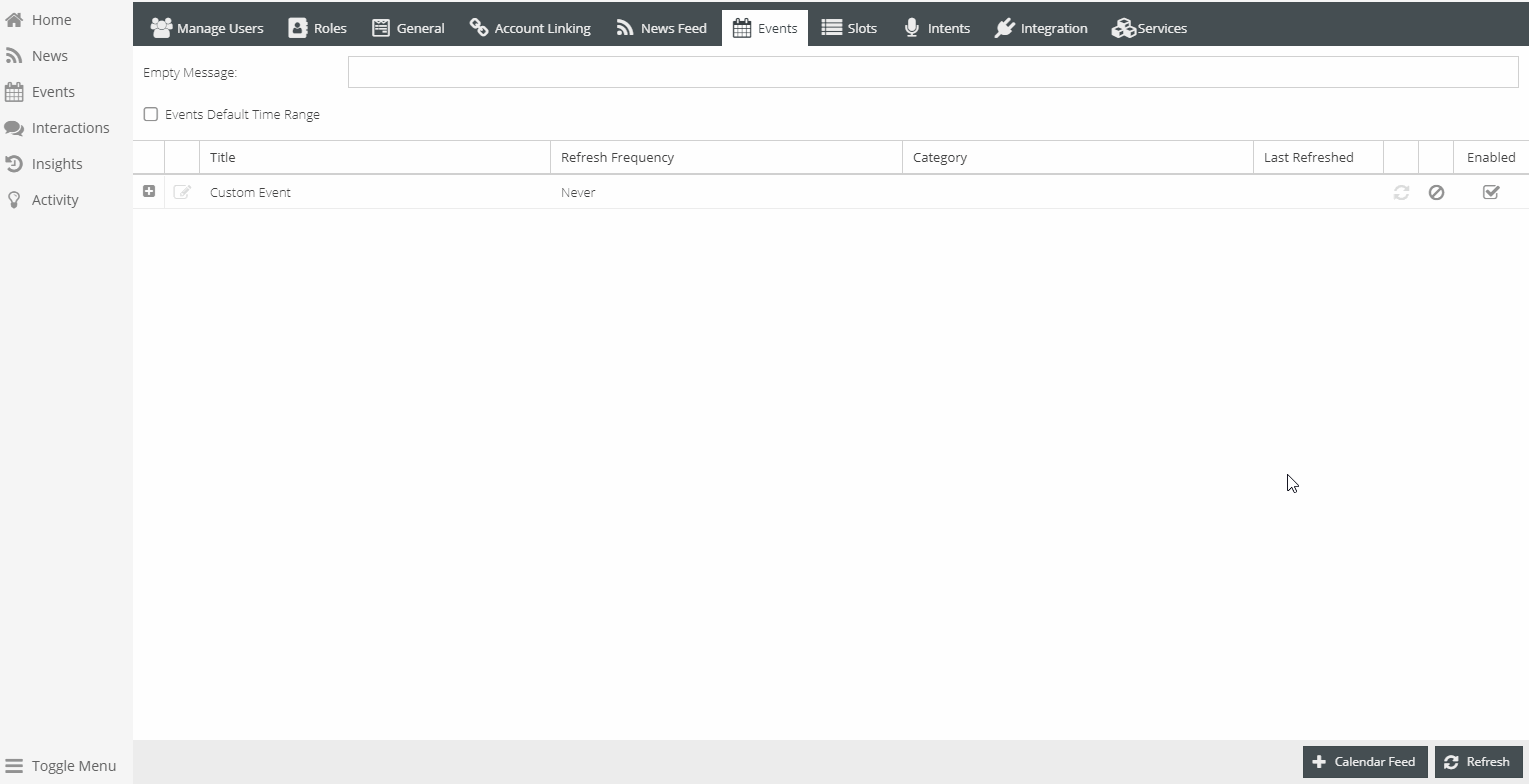 Home
News
Events
Interactions
Insights
Activity
Toggle Menu
Manage Users Roles General Account Linking News Feed Events Slots Intents Integration Services
Empty Message:
Events Default Time Range
Title Refresh Frequency Category Last Refreshed Enabled
Custom Event Never
Calendar Feed Refresh